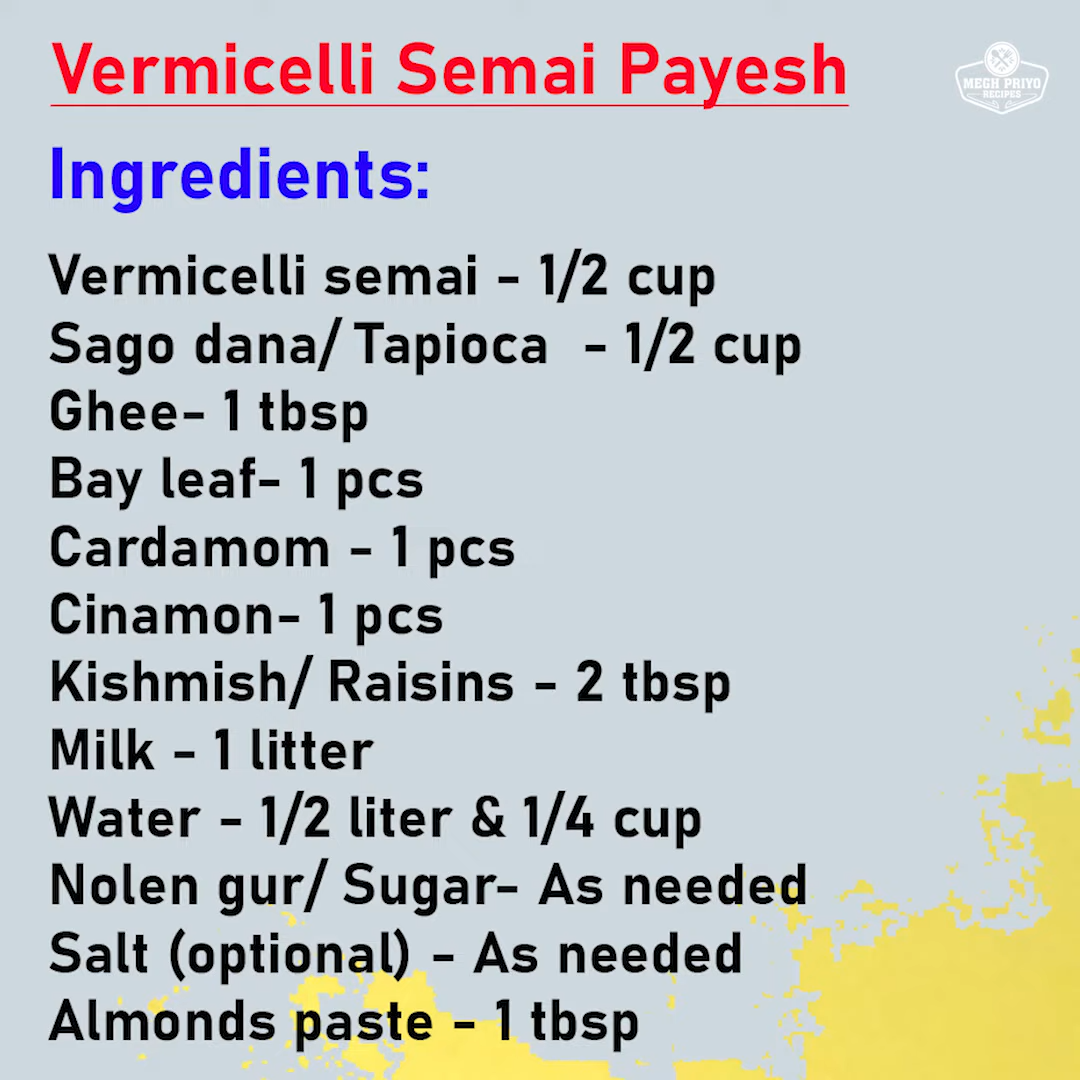 Vermicelli Semai Payesh
MEGH PRIYO
RECIPES
Ingredients:
Vermicelli semai - 1/2 cup
Sago dana/ Tapioca - 1/2 cup
Ghee- 1 tbsp
Bay leaf- 1 pcs
Cardamom - 1 pcs
Cinamon- 1 pcs
Kishmish/ Raisins - 2 tbsp
Milk - 1 litter
Water - 1/2 liter & 1/4 cup
Nolen gur/ Sugar- As needed
Salt (optional) - As needed
Almonds paste - 1 tbsp